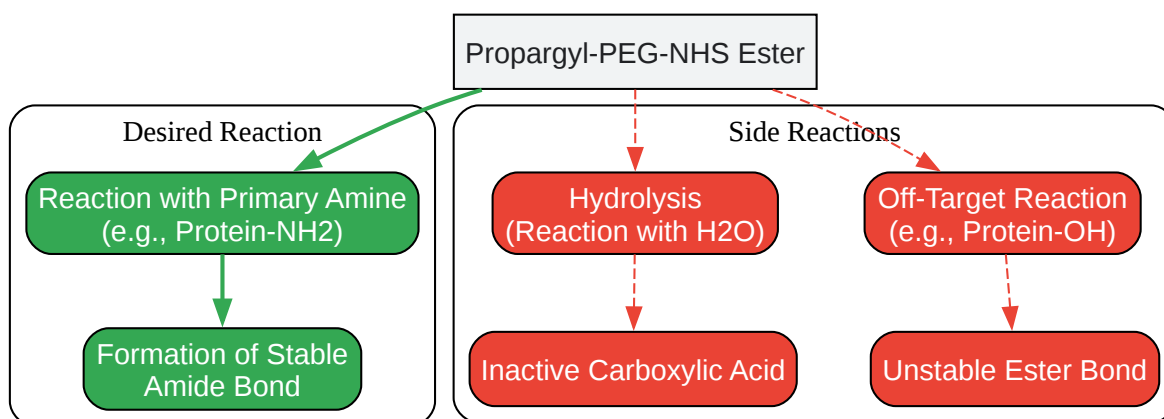 Propargyl-PEG-NHS Ester
Desired Reaction
Reaction with Primary Amine
(e.g., Protein-NH2)
Formation of Stable
Amide Bond
Side Reactions
Hydrolysis
(Reaction with H2O)
Inactive Carboxylic Acid
Off-Target Reaction
(e.g., Protein-OH)
Unstable Ester Bond